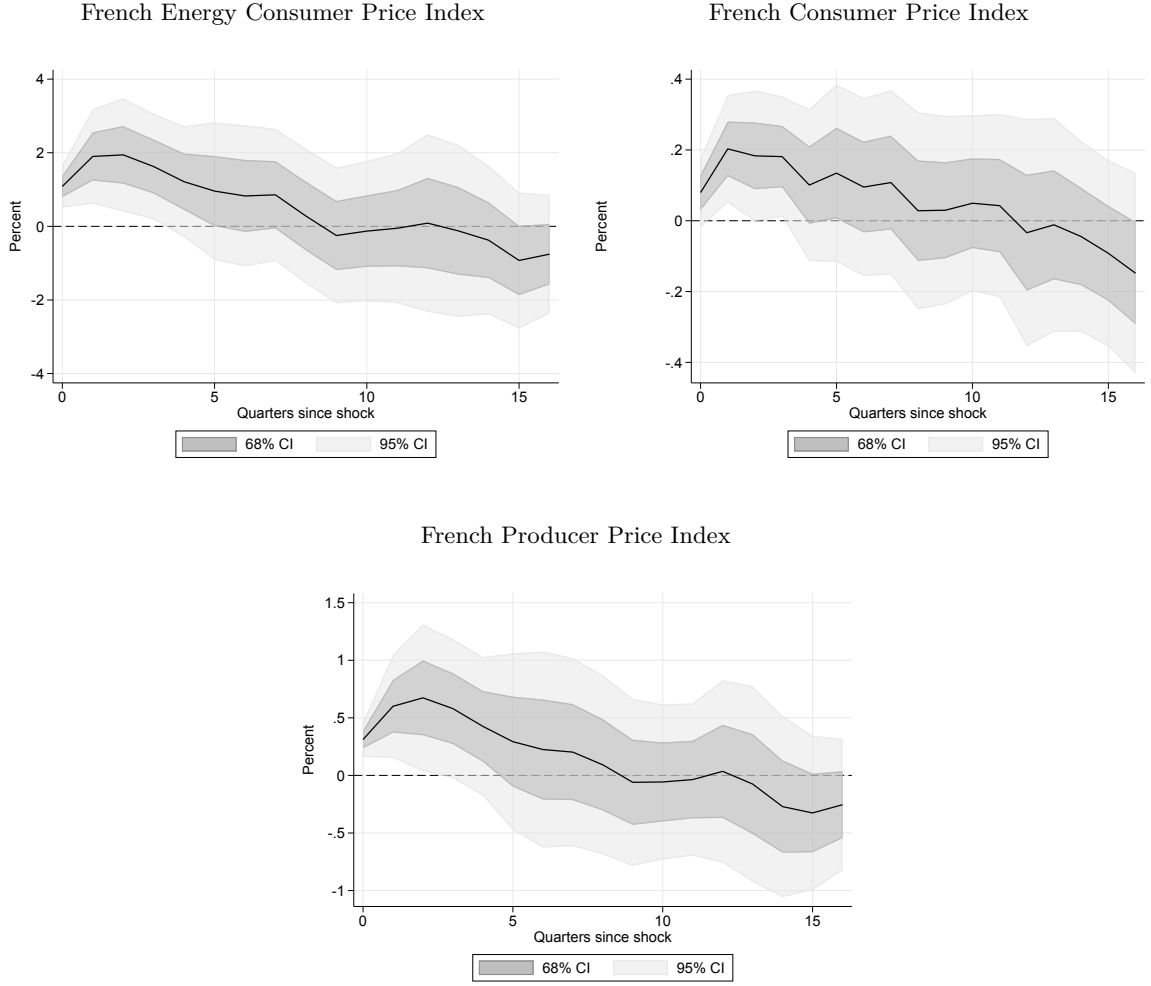 French Energy Consumer Price Index
4
2
0
-2
-4
Percent
0 5 10 15
Quarters since shock
68% CI 95% CI
French Consumer Price Index
.4
.2
0
-.2
-.4
Percent
0 5 10 15
Quarters since shock
68% CI 95% CI
French Producer Price Index
1.5
1
.5
0
-.5
-1
Percent
0 5 10 15
Quarters since shock
68% CI 95% CI